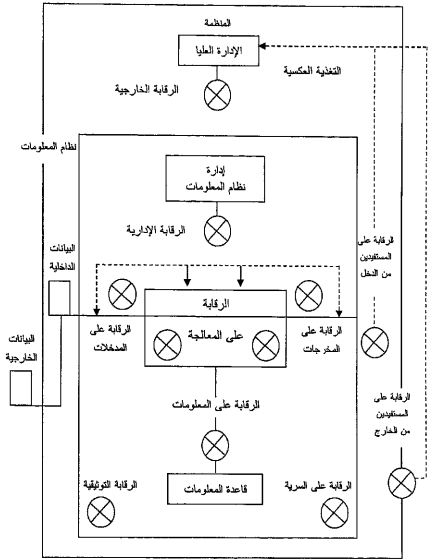 المنظمة
الإدارة العليا
التغذية العكسية
الرقابة الخارجية
نظام المعلومات
إدارة
نظام المعلومات
الرقابة الإدارية
الرقابة على
المستفيدين
من الدخل
البيانات
الداخلية
الرقابة
على المعالجة
الرقابة على
المخرجات
الرقابة على
المدخلات
البيانات
الخارجية
الرقابة على
المستفيدين
من الخارج
الرقابة على المعلومات
قاعدة المعلومات
الرقابة على السرية
الرقابة التوثيقية